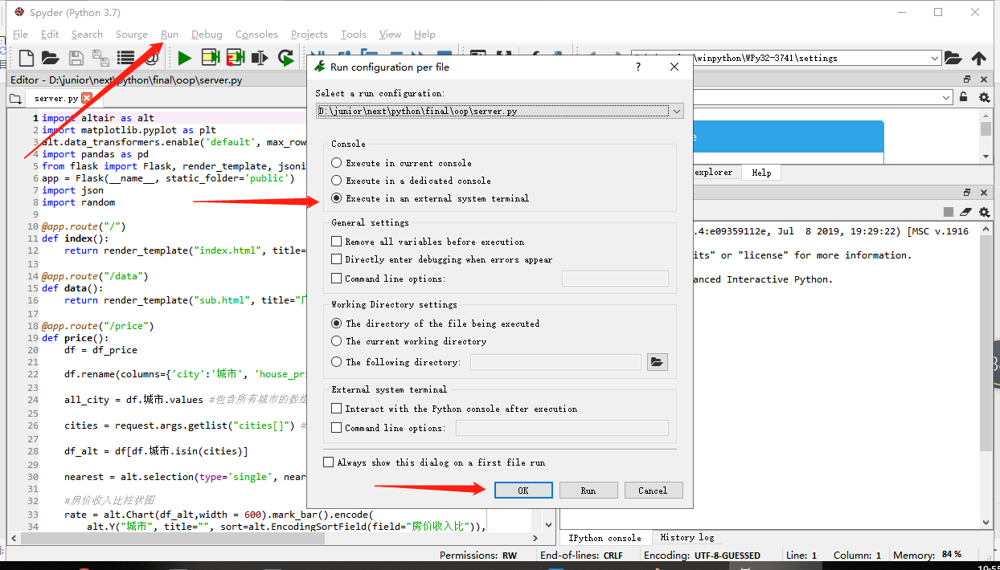 Spyder (Python 3.7)
File Edit Search Source Run Debug Consoles Projects Tools View Help
\winpython\WPy32-3741\settings
Editor - D:\junior\next\python\final\oop\server.py
server.py
1 import altair as alt
2 import matplotlib.pyplot as plt
3 alt.data_transformers.enable('default', max_row
4 import pandas as pd
5 from flask import Flask, render_template, jsoni
6 app = Flask(__name__, static_folder='public')
7 import json
8 import random
9
10 @app.route("/")
11 def index():
12 return render_template("index.html", title=
13
14 @app.route("/data")
15 def data():
16 return render_template("sub.html", title="
17
18 @app.route("/price")
19 def price():
20 df = df_price
21
22 df.rename(columns={'city':'城市', 'house_pri
23
24 all_city = df.城市.values #包含所有城市的数组
25
26 cities = request.args.getlist("cities[]") #
27
28 df_alt = df[df.城市.isin(cities)]
29
30 nearest = alt.selection(type='single', near
31
32 #房价收入比柱状图
33 rate = alt.Chart(df_alt,width = 600).mark_bar().encode(
34 alt.Y("城市", title="", sort=alt.EncodingSortField(field="房价收入比")),
Run configuration per file
?
Select a run configuration:
D:\junior\next\python\final\oop\server.py
Console
Execute in current console
Execute in a dedicated console
Execute in an external system terminal
General settings
Remove all variables before execution
Directly enter debugging when errors appear
Command line options:
Working Directory settings
The directory of the file being executed
The current working directory
The following directory:
External system terminal
Interact with the Python console after execution
Command line options:
Always show this dialog on a first file run
OK Run Cancel
e
explorer Help
.4:e09359112e, Jul 8 2019, 19:29:22) [MSC v.1916
its" or "license" for more information.
anced Interactive Python.
IPython console History log
Permissions: RW End-of-lines: CRLF Encoding: UTF-8-GUESSED Line: 1 Column: 1 Memory: 84 %